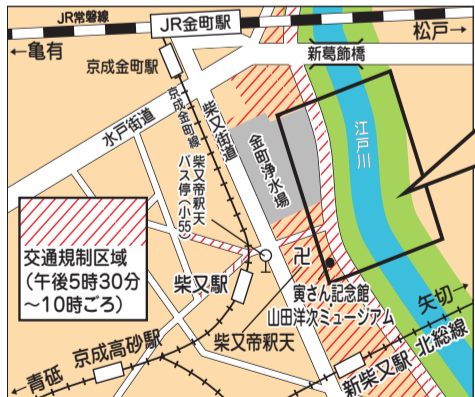 JR常磐線
JR金町駅
松戸→
←亀有
京成金町駅
新葛飾橋
京成金町線
柴又街道
水戸街道
金町浄水場
江戸川
柴又帝釈天
バス停(小55)
交通規制区域
(午後5時30分
〜10時ごろ)
卍
寅さん記念館
山田洋次ミュージアム
柴又駅
柴又帝釈天
矢切→
北総線
新柴又駅
京成高砂駅
←青砥